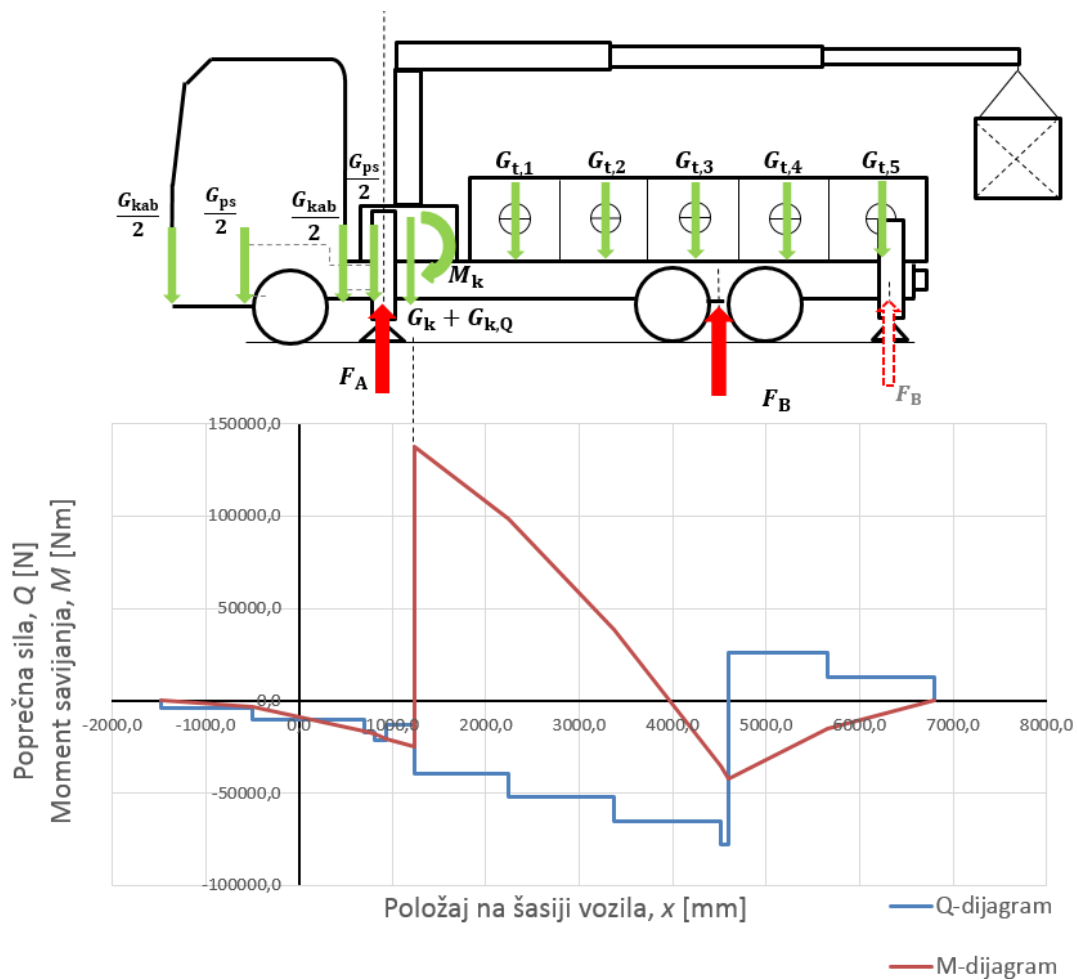 G_kab/2
G_ps/2
G_kab/2
G_ps/2
G_t,1
G_t,2
G_t,3
G_t,4
G_t,5
M_k
G_k + G_k,Q
F_A
F_B
F_B
Poprečna sila, Q [N]
Moment savijanja, M [Nm]
150000,0
100000,0
50000,0
0,0
-50000,0
-100000,0
-2000,0 -1000,0 0,0 1000,0 2000,0 3000,0 4000,0 5000,0 6000,0 7000,0 8000,0
Položaj na šasiji vozila, x [mm]
Q-dijagram
M-dijagram